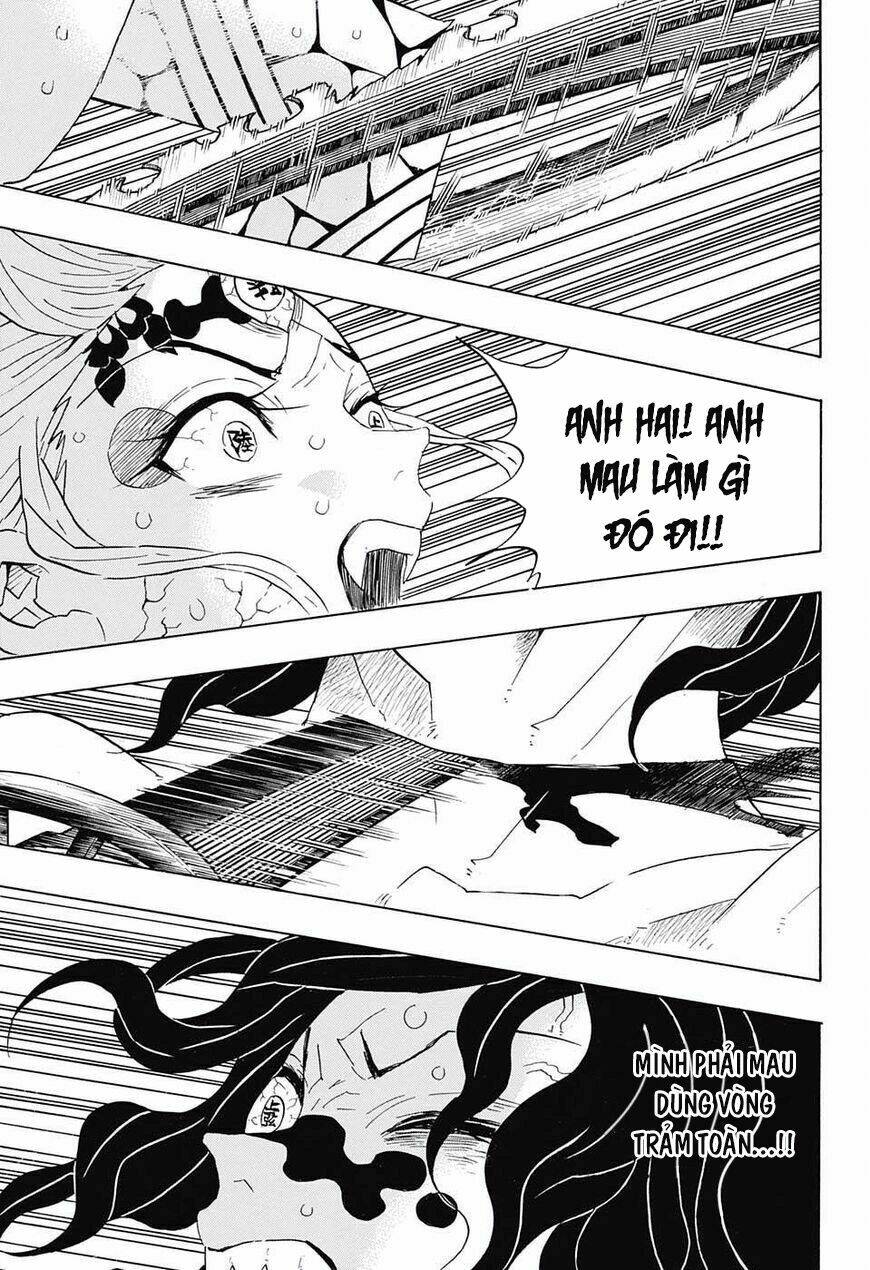 ANH HAI! ANH
MAU LÀM GÌ
ĐÓ ĐI!!
MÌNH PHẢI MAU
DÙNG VÒNG
TRẢM TOÀN...!!